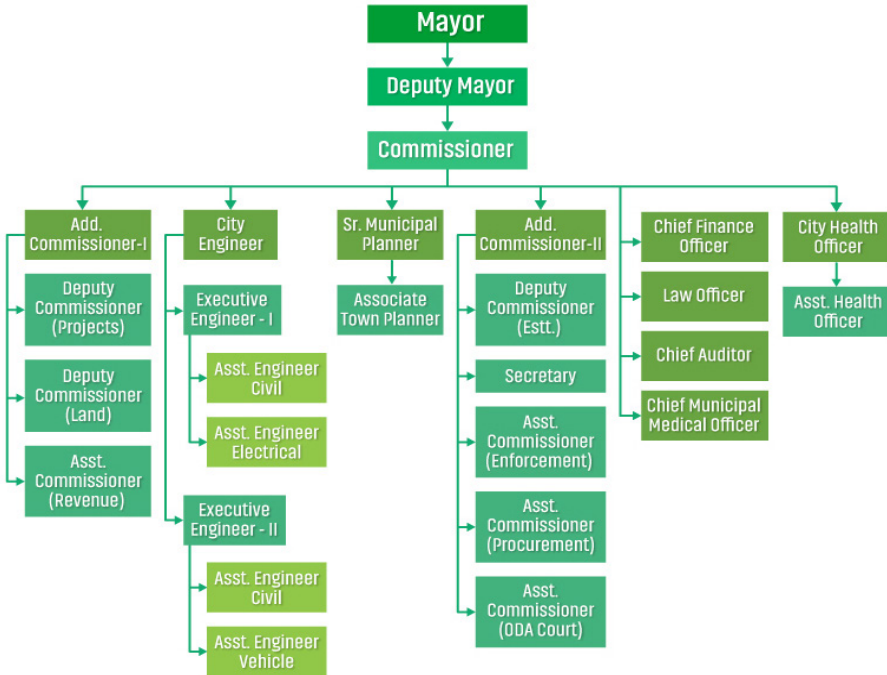 Mayor
Deputy Mayor
Commissioner
Add.
Commissioner-I
Deputy
Commissioner
(Projects)
Deputy
Commissioner
(Land)
Asst.
Commissioner
(Revenue)
City
Engineer
Executive
Engineer - I
Asst. Engineer
Civil
Asst. Engineer
Electrical
Executive
Engineer - II
Asst. Engineer
Civil
Asst. Engineer
Vehicle
Sr. Municipal
Planner
Associate
Town Planner
Add.
Commissioner-II
Deputy
Commissioner
(Estt.)
Secretary
Asst.
Commissioner
(Enforcement)
Asst.
Commissioner
(Procurement)
Asst.
Commissioner
(ODA Court)
Chief Finance
Officer
Law Officer
Chief Auditor
Chief Municipal
Medical Officer
City Health
Officer
Asst. Health
Officer